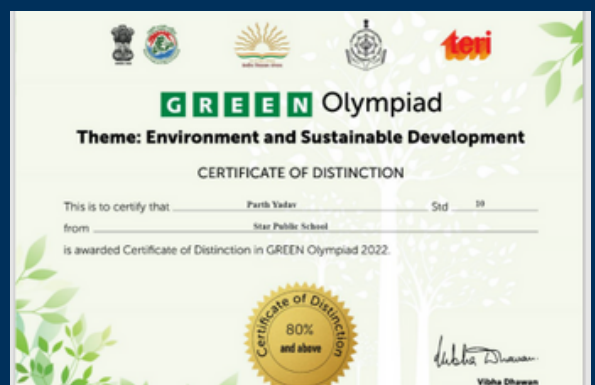 teri
GREEN Olympiad
Theme: Environment and Sustainable Development
CERTIFICATE OF DISTINCTION
This is to certify that Parth Yadav Std 10
from Star Public School
is awarded Certificate of Distinction in GREEN Olympiad 2022.
Certificate of Distinction
80%
and above
Vibha Dhawan
Vibha Dhawan